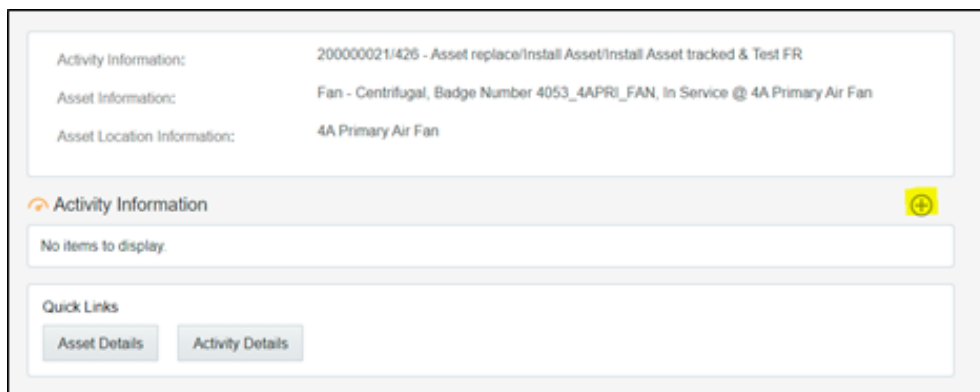 Activity Information: 200000021/426 - Asset replace/Install Asset/Install Asset tracked & Test FR
Asset Information: Fan - Centrifugal, Badge Number 4053_4APRI_FAN, In Service @ 4A Primary Air Fan
Asset Location Information: 4A Primary Air Fan
Activity Information
No items to display.
Quick Links
Asset Details Activity Details